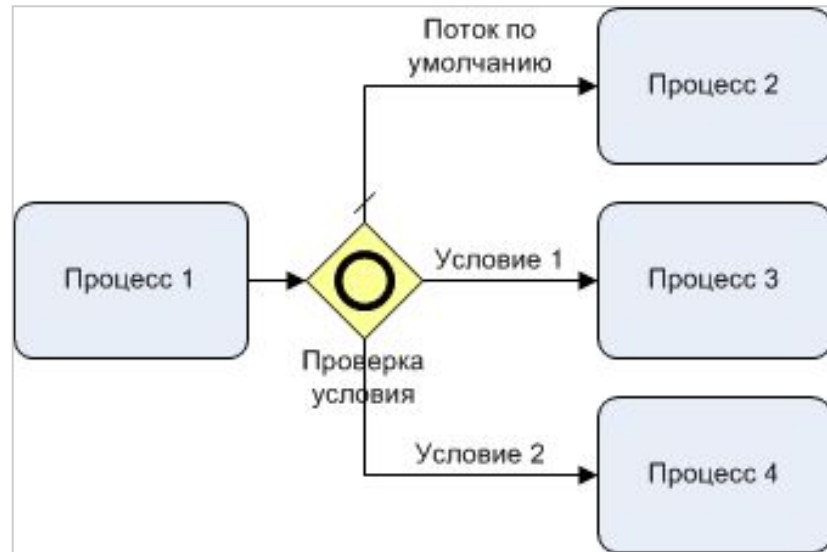 Поток по
умолчанию
Процесс 2
Процесс 1
Условие 1
Процесс 3
Проверка
условия
Условие 2
Процесс 4